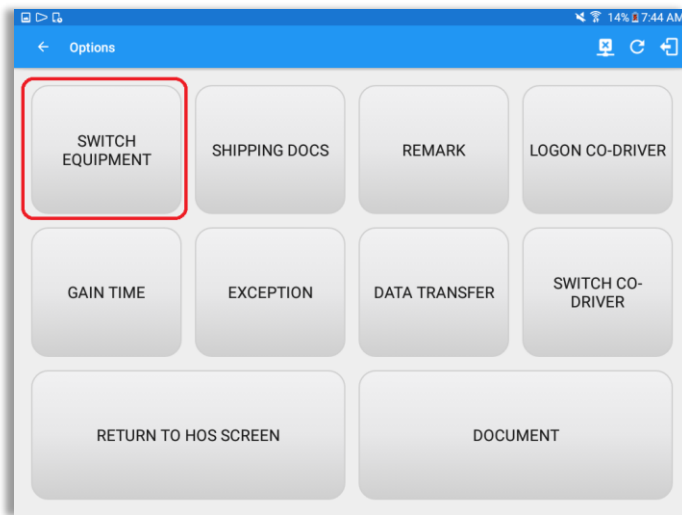 14% 7:44 AM
Options
SWITCH
EQUIPMENT
SHIPPING DOCS
REMARK
LOGON CO-DRIVER
GAIN TIME
EXCEPTION
DATA TRANSFER
SWITCH CO-
DRIVER
RETURN TO HOS SCREEN
DOCUMENT